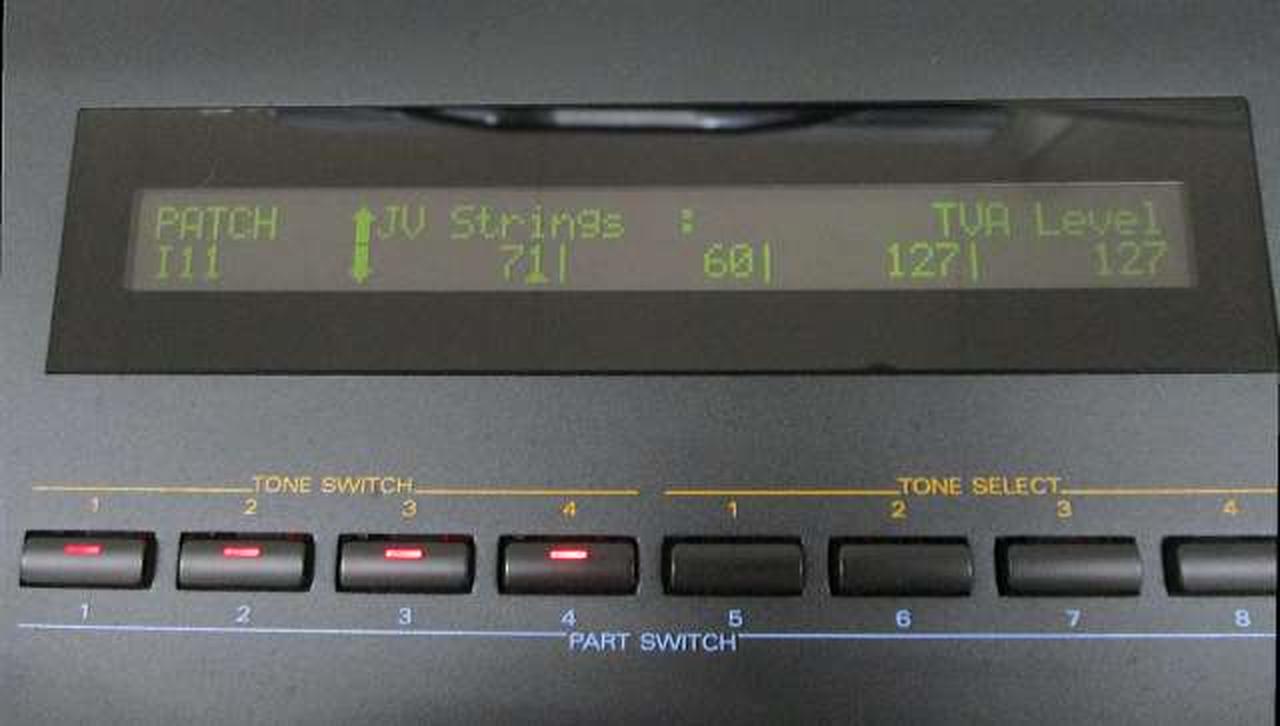 PATCH JV Strings : TVA Level
I11 71| 60| 127| 127
TONE SWITCH TONE SELECT
1 2 3 4 1 2 3 4
1 2 3 4 5 6 7 8
PART SWITCH